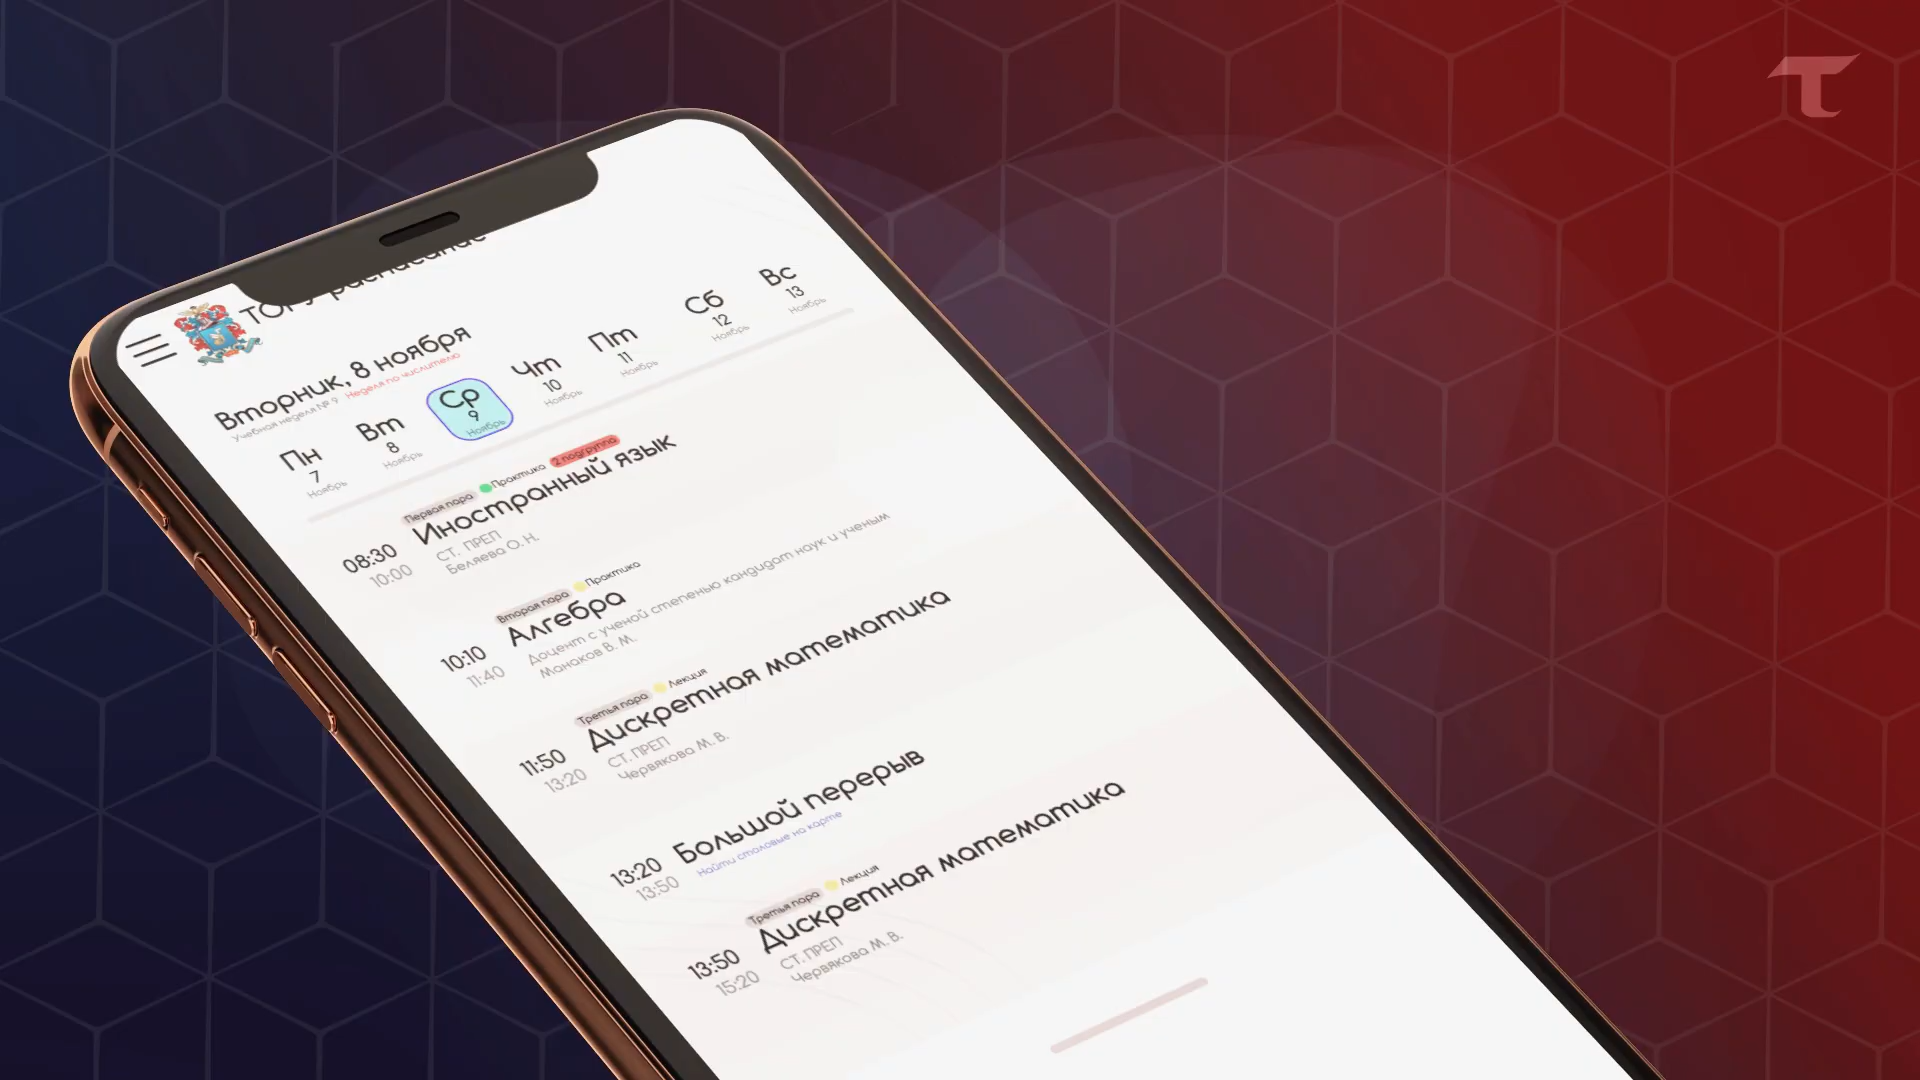 расписание
Вторник, 8 ноября
Учебная неделя № 9 Неделя по числителю
Пн
7
Ноябрь
Вт
8
Ноябрь
Ср
9
Ноябрь
Чт
10
Ноябрь
Пт
11
Ноябрь
Сб
12
Ноябрь
Вс
13
Ноябрь
Первая пара Практика 2 подгруппа
08:30 Иностранный язык
10:00 СТ. ПРЕП
Беляева О. Н.
Вторая пара Практика
10:10 Алгебра
11:40 Доцент с ученой степенью кандидат наук и ученым
Манаков В. М.
Третья пара Лекция
11:50 Дискретная математика
13:20 СТ. ПРЕП
Червякова М. В.
13:20 Большой перерыв
13:50 Найти столовые на карте
Третья пара Лекция
13:50 Дискретная математика
15:20 СТ. ПРЕП
Червякова М. В.